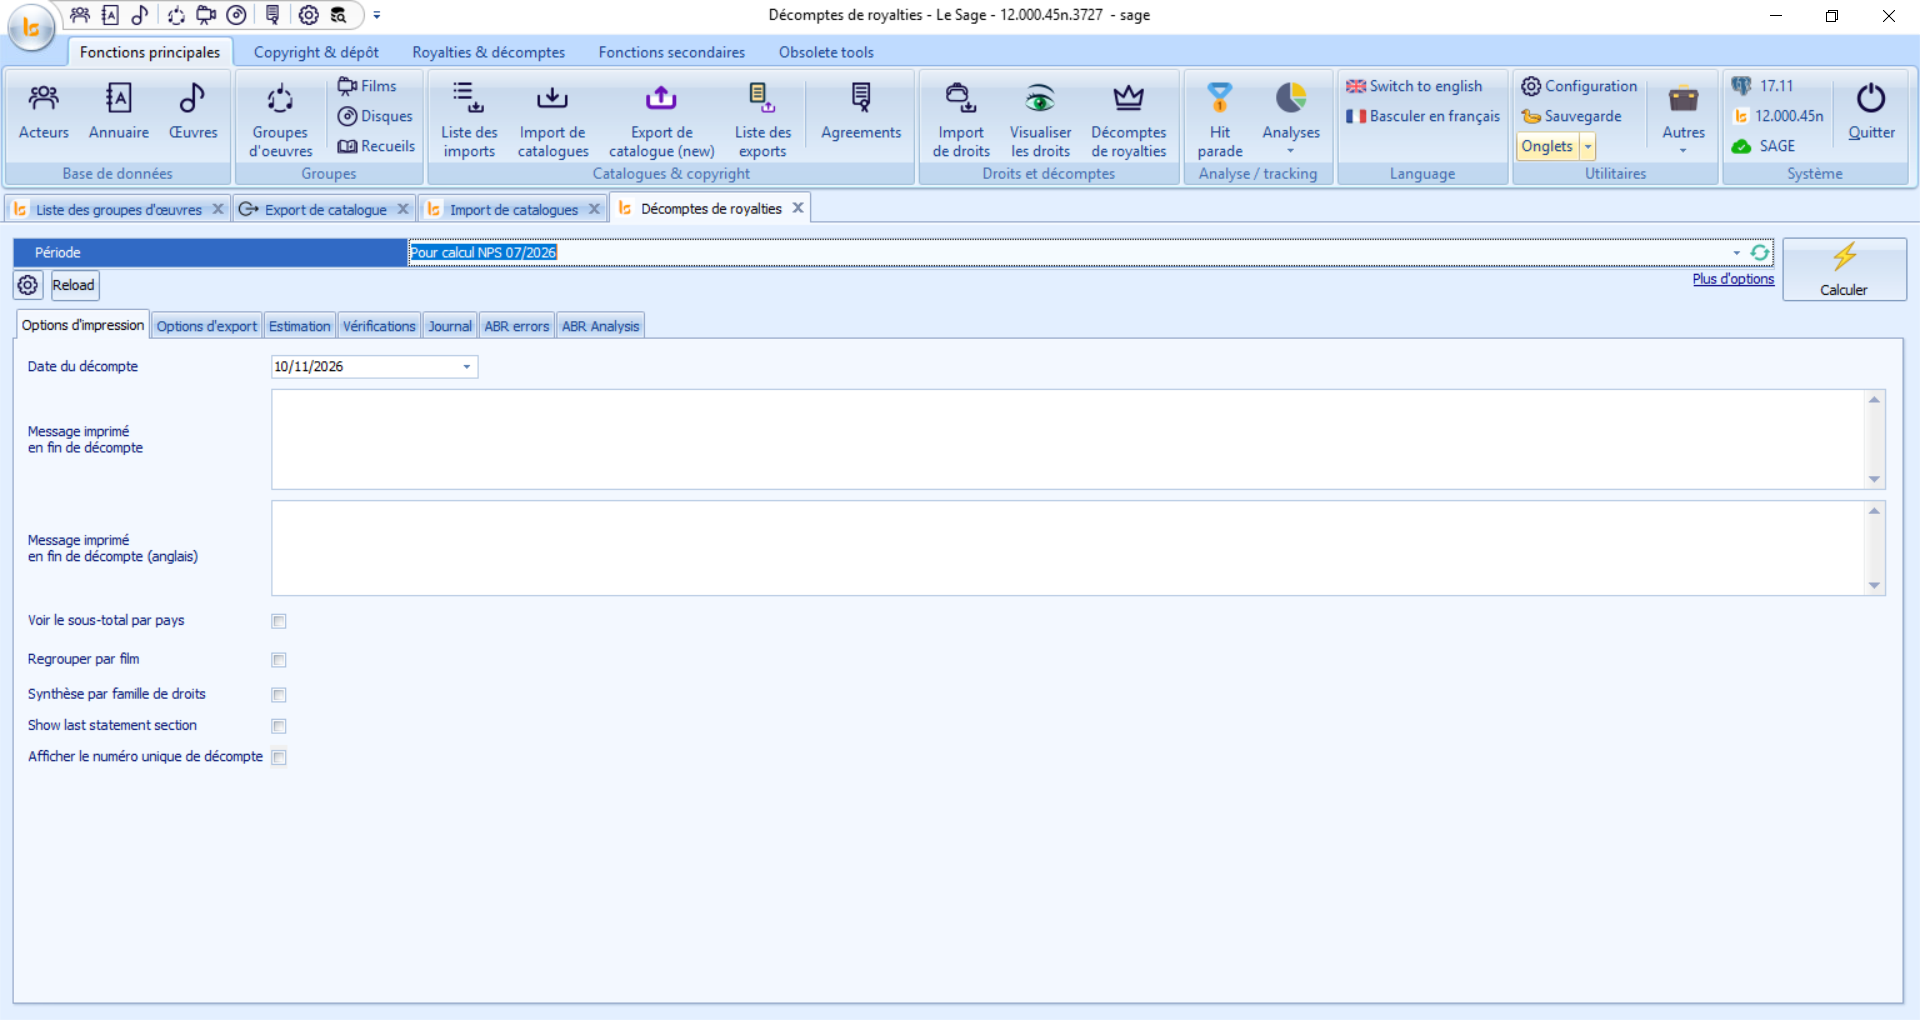 Décomptes de royalties - Le Sage - 12.000.45n.3727 - sage
Fonctions principales
Copyright & dépôt
Royalties & décomptes
Fonctions secondaires
Obsolete tools
Acteurs
Annuaire
Œuvres
Base de données
Groupes
d'oeuvres
Films
Disques
Recueils
Groupes
Liste des
imports
Import de
catalogues
Export de
catalogue (new)
Liste des
exports
Agreements
Catalogues & copyright
Import
de droits
Visualiser
les droits
Décomptes
de royalties
Droits et décomptes
Hit
parade
Analyses
Analyse / tracking
Switch to english
Basculer en français
Language
Configuration
Sauvegarde
Onglets
Autres
Utilitaires
17.11
12.000.45n
SAGE
Quitter
Système
Liste des groupes d'œuvres
Export de catalogue
Import de catalogues
Décomptes de royalties
Période
Pour calcul NPS 07/2026
Reload
Plus d'options
Calculer
Options d'impression
Options d'export
Estimation
Vérifications
Journal
ABR errors
ABR Analysis
Date du décompte
10/11/2026
Message imprimé
en fin de décompte
Message imprimé
en fin de décompte (anglais)
Voir le sous-total par pays
Regrouper par film
Synthèse par famille de droits
Show last statement section
Afficher le numéro unique de décompte